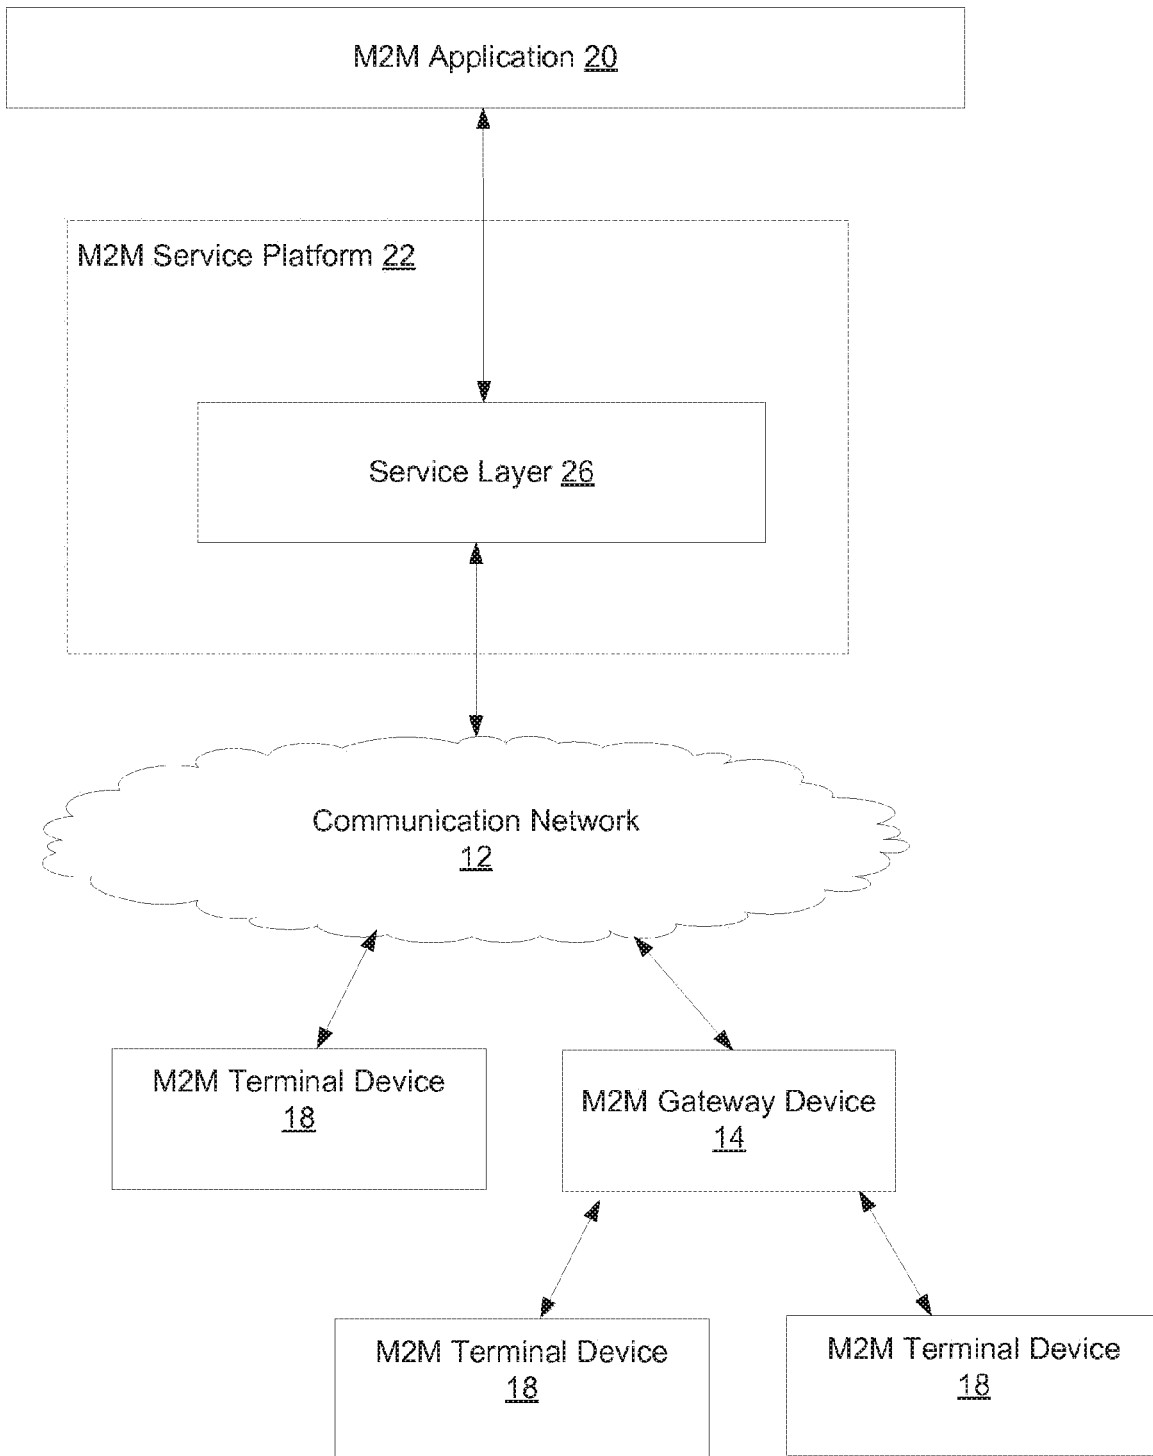 M2M Application 20
M2M Service Platform 22
Service Layer 26
Communication Network
12
M2M Terminal Device
18
M2M Gateway Device
14
M2M Terminal Device
18
M2M Terminal Device
18